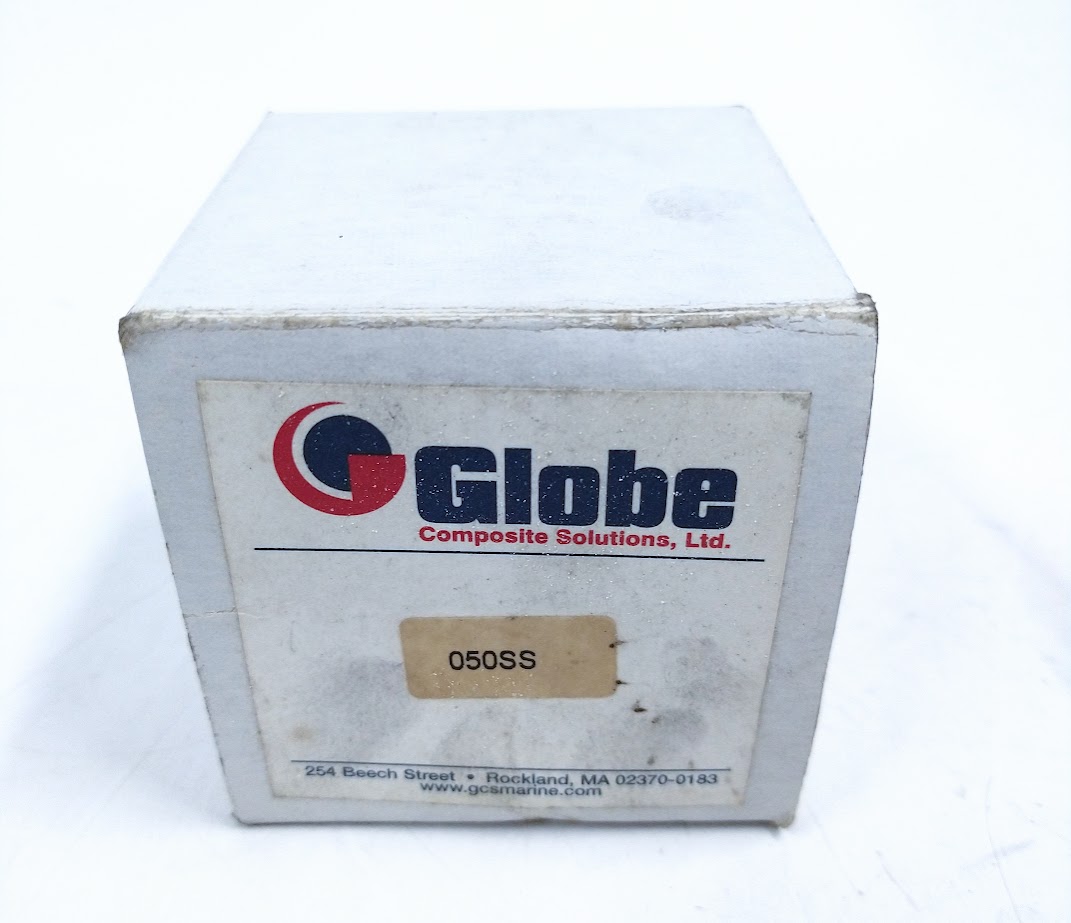 Globe
Composite Solutions, Ltd.
050SS
254 Beech Street • Rockland, MA 02370-0183
www.gcsmarine.com